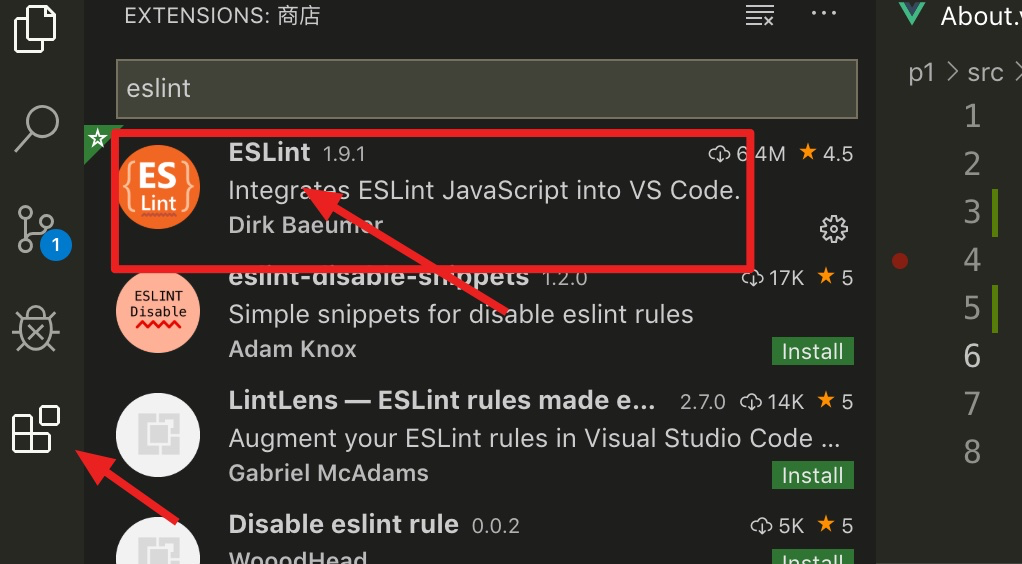 EXTENSIONS: 商店
···
About.v
eslint
p1 > src >
ESLint 1.9.1 6.4M ★ 4.5
Integrates ESLint JavaScript into VS Code.
Dirk Baeumer
ES
Lint
1
eslint-disable-snippets 1.2.0 17K ★ 5
Simple snippets for disable eslint rules
Adam Knox
Install
ESLINT
Disable
LintLens — ESLint rules made e... 2.7.0 14K ★ 5
Augment your ESLint rules in Visual Studio Code ...
Gabriel McAdams
Install
Disable eslint rule 0.0.2 5K ★ 5
WooodHead
Install
1
2
3
4
5
6
7
8